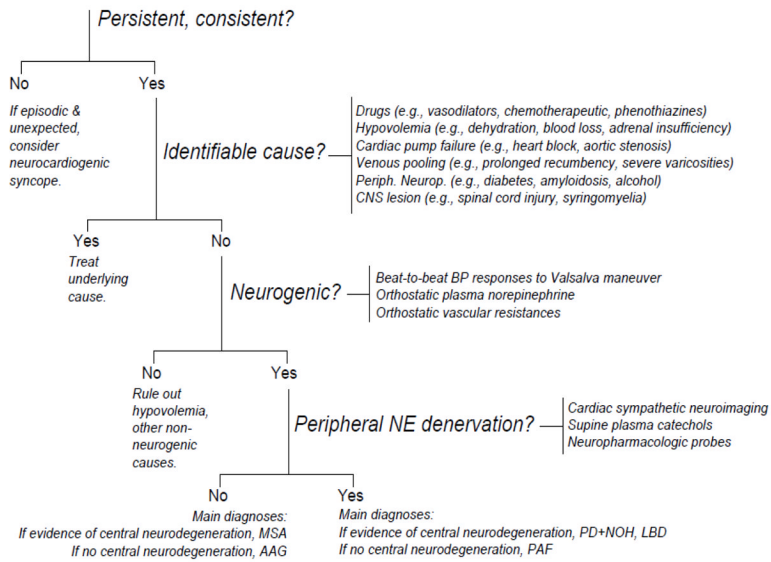 Persistent, consistent?
No
Yes
If episodic &
unexpected,
consider
neurocardiogenic
syncope.
Identifiable cause?
Drugs (e.g., vasodilators, chemotherapeutic, phenothiazines)
Hypovolemia (e.g., dehydration, blood loss, adrenal insufficiency)
Cardiac pump failure (e.g., heart block, aortic stenosis)
Venous pooling (e.g., prolonged recumbency, severe varicosities)
Periph. Neurop. (e.g., diabetes, amyloidosis, alcohol)
CNS lesion (e.g., spinal cord injury, syringomyelia)
Yes
No
Treat
underlying
cause.
Neurogenic?
Beat-to-beat BP responses to Valsalva maneuver
Orthostatic plasma norepinephrine
Orthostatic vascular resistances
No
Yes
Rule out
hypovolemia,
other non-
neurogenic
causes.
Peripheral NE denervation?
Cardiac sympathetic neuroimaging
Supine plasma catechols
Neuropharmacologic probes
No
Yes
Main diagnoses:
If evidence of central neurodegeneration, MSA
If no central neurodegeneration, AAG
Main diagnoses:
If evidence of central neurodegeneration, PD+NOH, LBD
If no central neurodegeneration, PAF